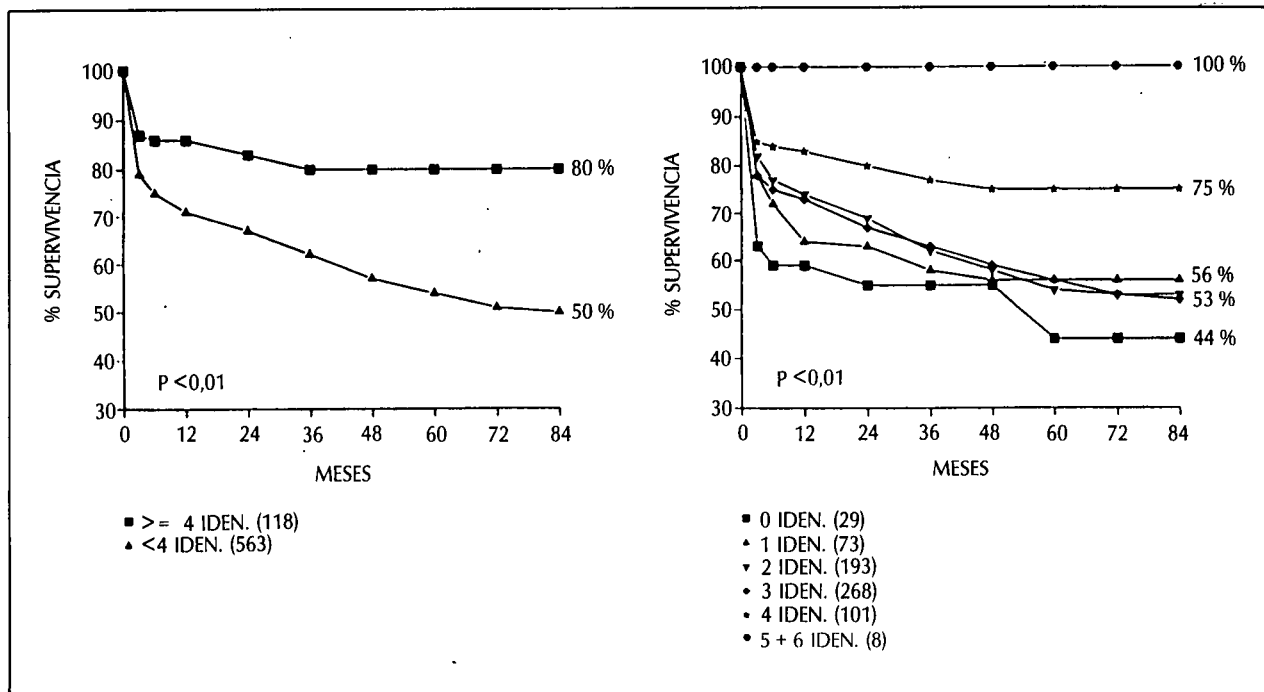 100
90
80
70
60
50
40
30
% SUPERVIVENCIA
80 %
50 %
P <0,01
0 12 24 36 48 60 72 84
MESES
>= 4 IDEN. (118)
<4 IDEN. (563)
100
90
80
70
60
50
40
30
% SUPERVIVENCIA
100 %
75 %
56 %
53 %
44 %
P <0,01
0 12 24 36 48 60 72 84
MESES
0 IDEN. (29)
1 IDEN. (73)
2 IDEN. (193)
3 IDEN. (268)
4 IDEN. (101)
5 + 6 IDEN. (8)